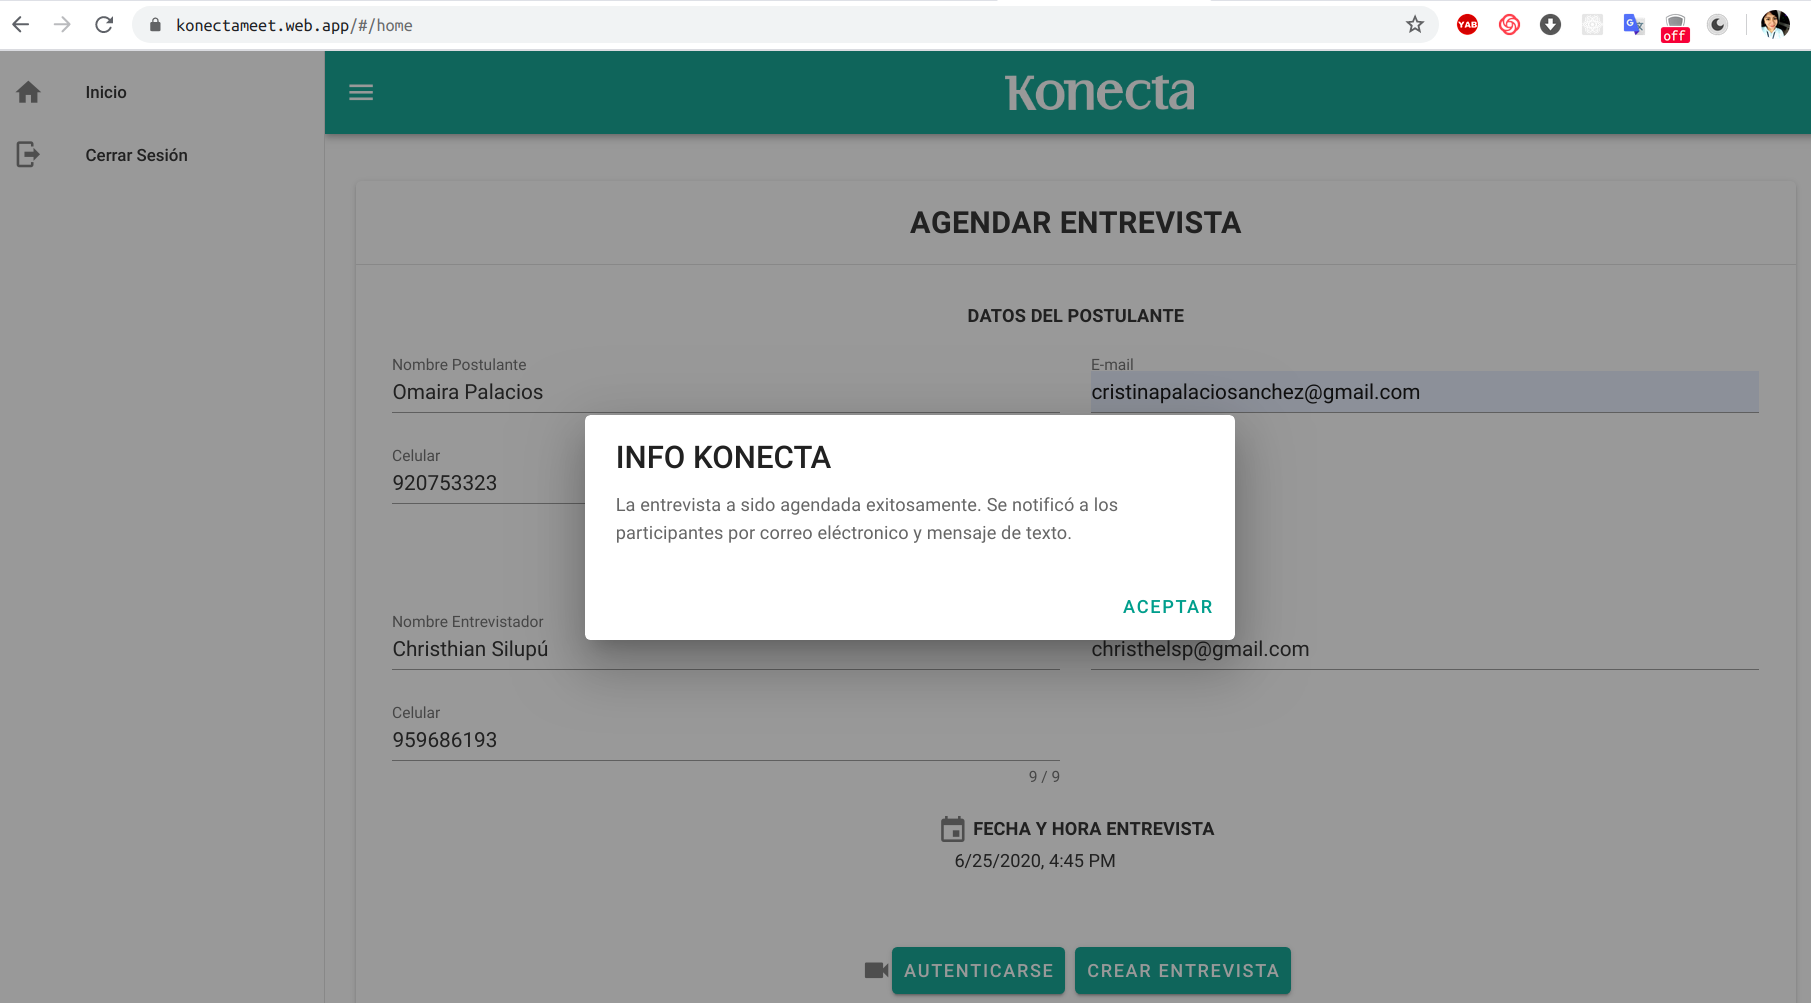 konectameet.web.app/#/home
YAB
G
off
Inicio
Cerrar Sesión
Konecta
AGENDAR ENTREVISTA
DATOS DEL POSTULANTE
Nombre Postulante
Omaira Palacios
E-mail
cristinapalaciosanchez@gmail.com
Celular
920753323
INFO KONECTA
La entrevista a sido agendada exitosamente. Se notificó a los
participantes por correo eléctronico y mensaje de texto.
ACEPTAR
Nombre Entrevistador
Christhian Silupú
christhelsp@gmail.com
Celular
959686193
9 / 9
FECHA Y HORA ENTREVISTA
6/25/2020, 4:45 PM
AUTENTICARSE
CREAR ENTREVISTA